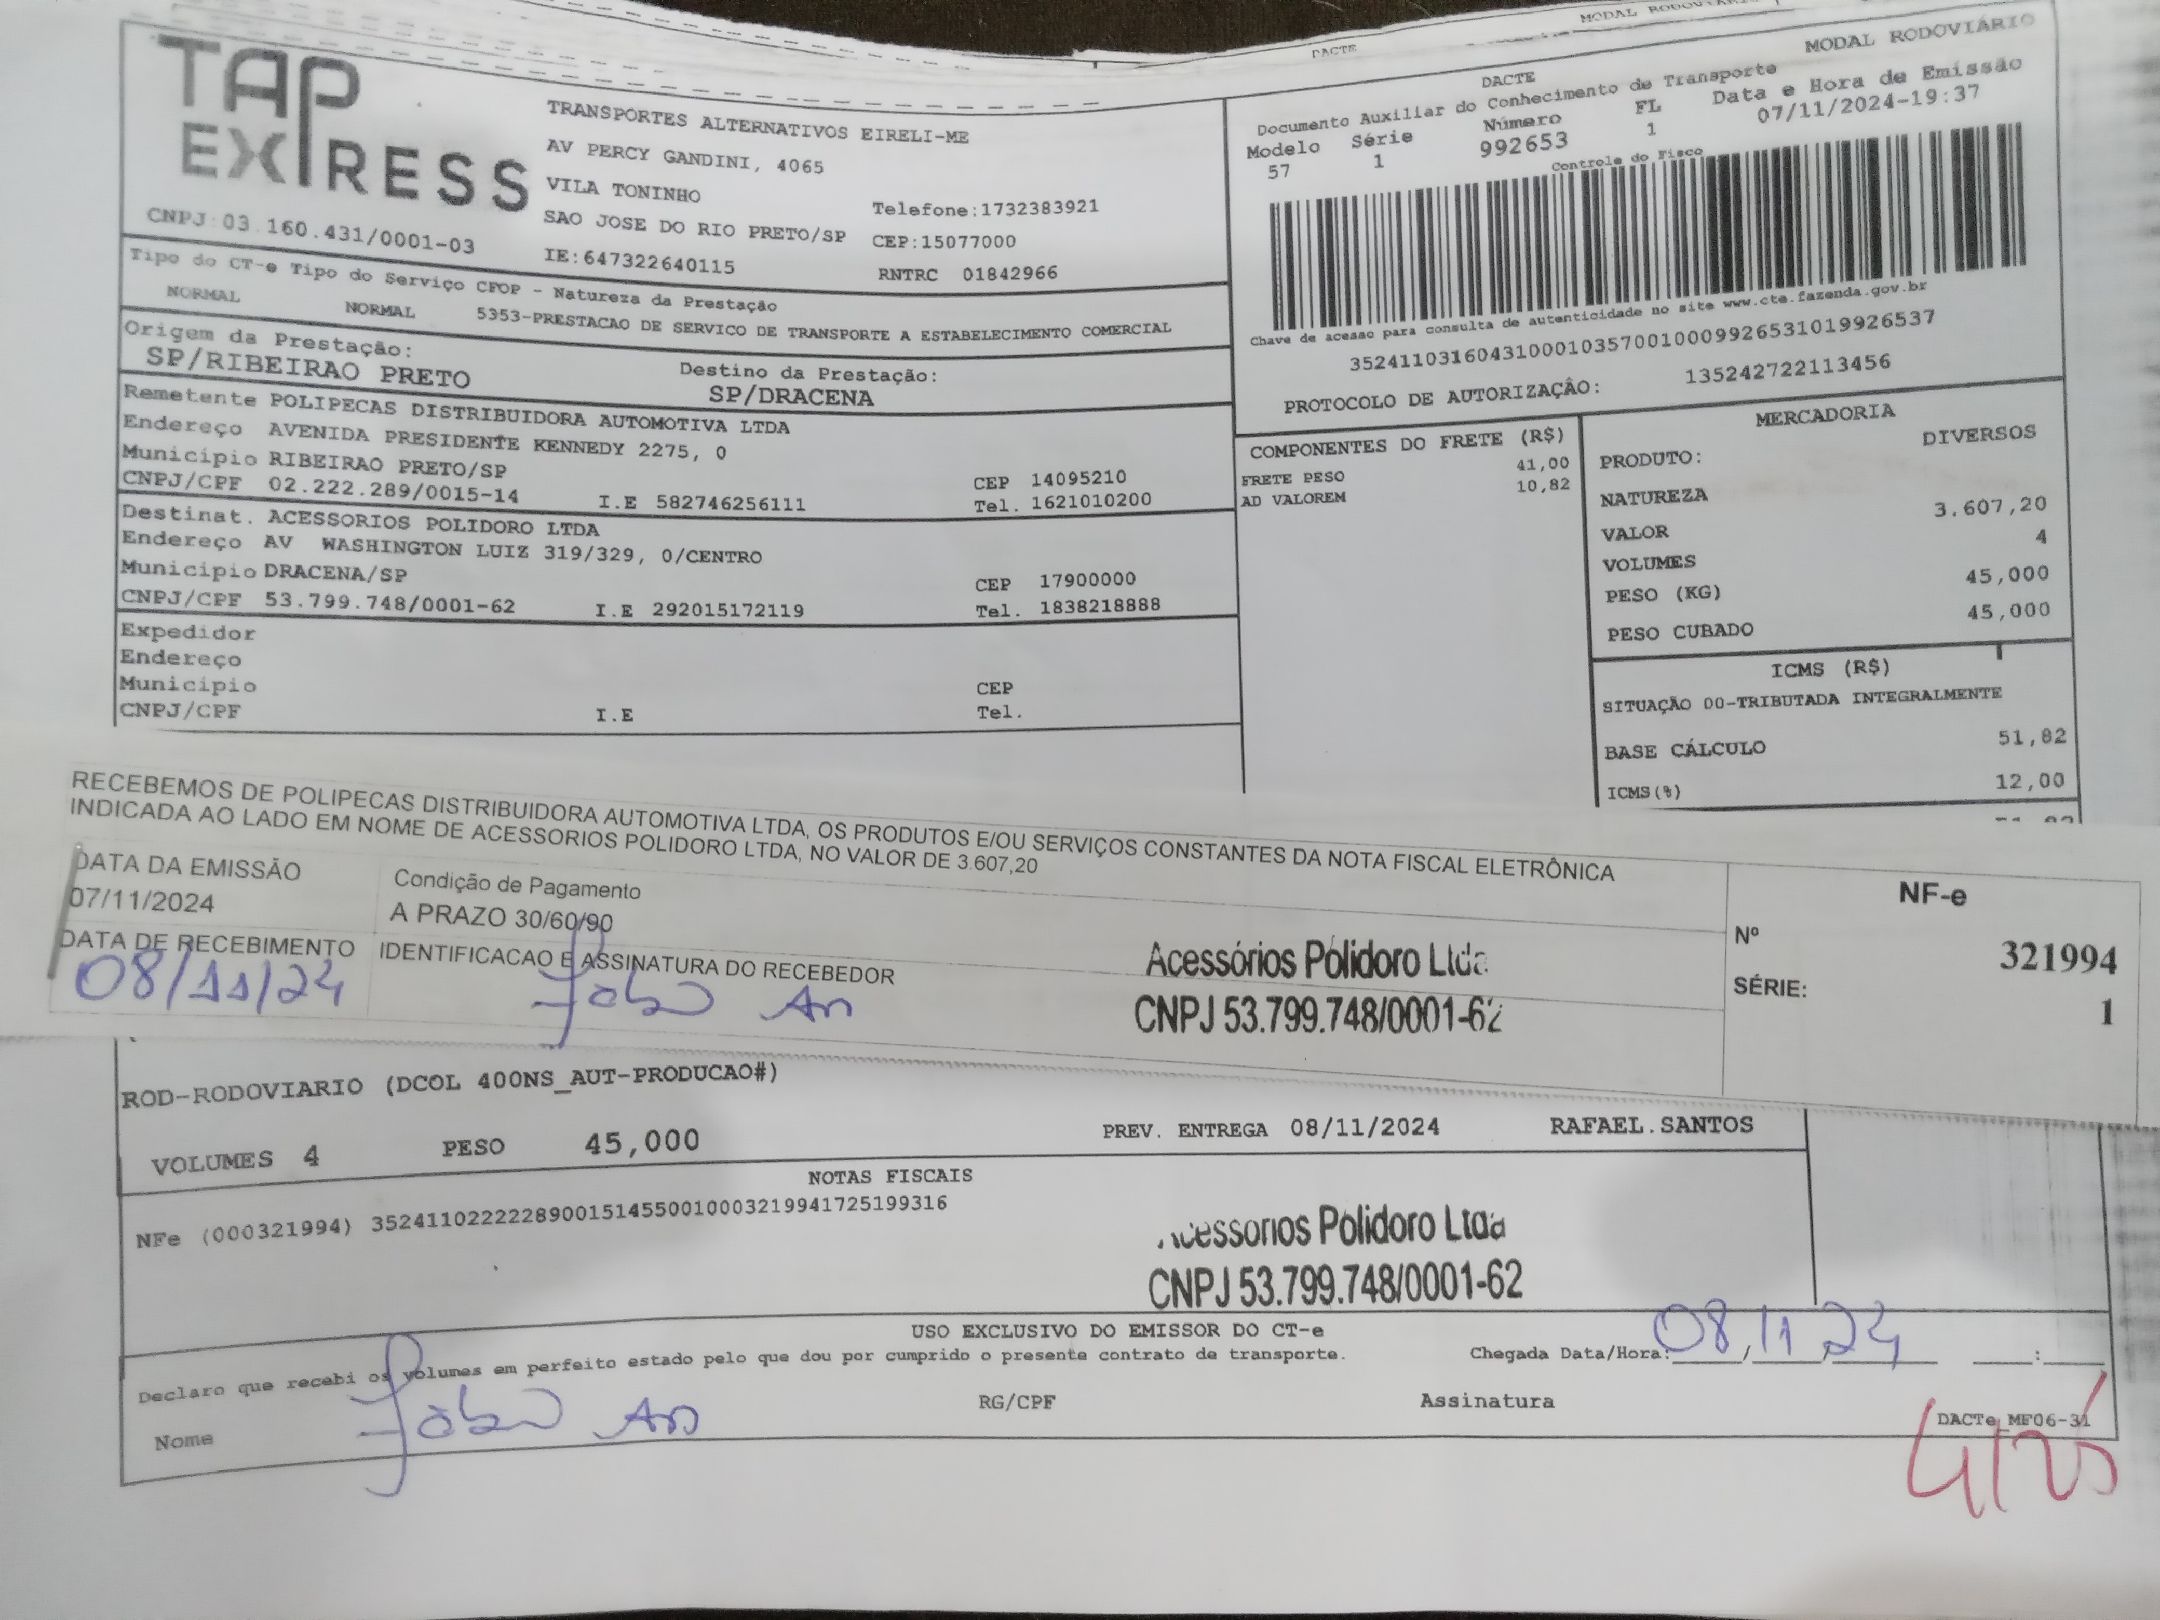 DACTE
MODAL RODOVIÁRIO
TAP EXPRESS
CNPJ:03.160.431/0001-03
TRANSPORTES ALTERNATIVOS EIRELI-ME
AV PERCY GANDINI, 4065
VILA TONINHO
Telefone:1732383921
SAO JOSE DO RIO PRETO/SP CEP:15077000
IE:647322640115
RNTRC 01842966
DACTE
MODAL RODOVIÁRIO
Documento Auxiliar do Conhecimento de Transporte
Modelo Série Número FL Data e Hora de Emissão
57 1 992653 1 07/11/2024-19:37
Controle do Fisco
Chave de acesso para consulta de autenticidade no site www.cte.fazenda.gov.br
35241103160431000103570010009926531019926537
PROTOCOLO DE AUTORIZAÇÂO: 135242722113456
Tipo do CT-e Tipo do Serviço CFOP - Natureza da Prestação
NORMAL NORMAL 5353-PRESTACAO DE SERVICO DE TRANSPORTE A ESTABELECIMENTO COMERCIAL
Origem da Prestação:
SP/RIBEIRAO PRETO
Destino da Prestação:
SP/DRACENA
Remetente POLIPECAS DISTRIBUIDORA AUTOMOTIVA LTDA
Endereço AVENIDA PRESIDENTE KENNEDY 2275, 0
Municipio RIBEIRAO PRETO/SP CEP 14095210
CNPJ/CPF 02.222.289/0015-14 I.E 582746256111 Tel. 1621010200
Destinat. ACESSORIOS POLIDORO LTDA
Endereço AV WASHINGTON LUIZ 319/329, 0/CENTRO
Municipio DRACENA/SP CEP 17900000
CNPJ/CPF 53.799.748/0001-62 I.E 292015172119 Tel. 1838218888
Expedidor
Endereço
Municipio CEP
CNPJ/CPF I.E Tel.
COMPONENTES DO FRETE (R$)
FRETE PESO 41,00
AD VALOREM 10,82
MERCADORIA
PRODUTO: DIVERSOS
NATUREZA
VALOR 3.607,20
VOLUMES 4
PESO (KG) 45,000
PESO CUBADO 45,000
ICMS (R$)
SITUAÇÃO 00-TRIBUTADA INTEGRALMENTE
BASE CÁLCULO 51,82
ICMS(%) 12,00
RECEBEMOS DE POLIPECAS DISTRIBUIDORA AUTOMOTIVA LTDA, OS PRODUTOS E/OU SERVIÇOS CONSTANTES DA NOTA FISCAL ELETRÔNICA
INDICADA AO LADO EM NOME DE ACESSORIOS POLIDORO LTDA, NO VALOR DE 3.607,20
DATA DA EMISSÃO
07/11/2024
Condição de Pagamento
A PRAZO 30/60/90
DATA DE RECEBIMENTO
08/11/24
IDENTIFICACAO E ASSINATURA DO RECEBEDOR
Acessórios Polidoro Ltda
CNPJ 53.799.748/0001-62
NF-e
Nº 321994
SÉRIE: 1
ROD-RODOVIARIO (DCOL 400NS_AUT-PRODUCAO#)
VOLUMES 4 PESO 45,000 PREV. ENTREGA 08/11/2024 RAFAEL.SANTOS
NOTAS FISCAIS
NFe (000321994) 35241102222289001514550010003219941725199316
Acessorios Polidoro Ltda
CNPJ 53.799.748/0001-62
USO EXCLUSIVO DO EMISSOR DO CT-e
Declaro que recebi os volumes em perfeito estado pelo que dou por cumprido o presente contrato de transporte. Chegada Data/Hora: 08/11/24 :
Nome RG/CPF Assinatura
DACTe_MF06-31